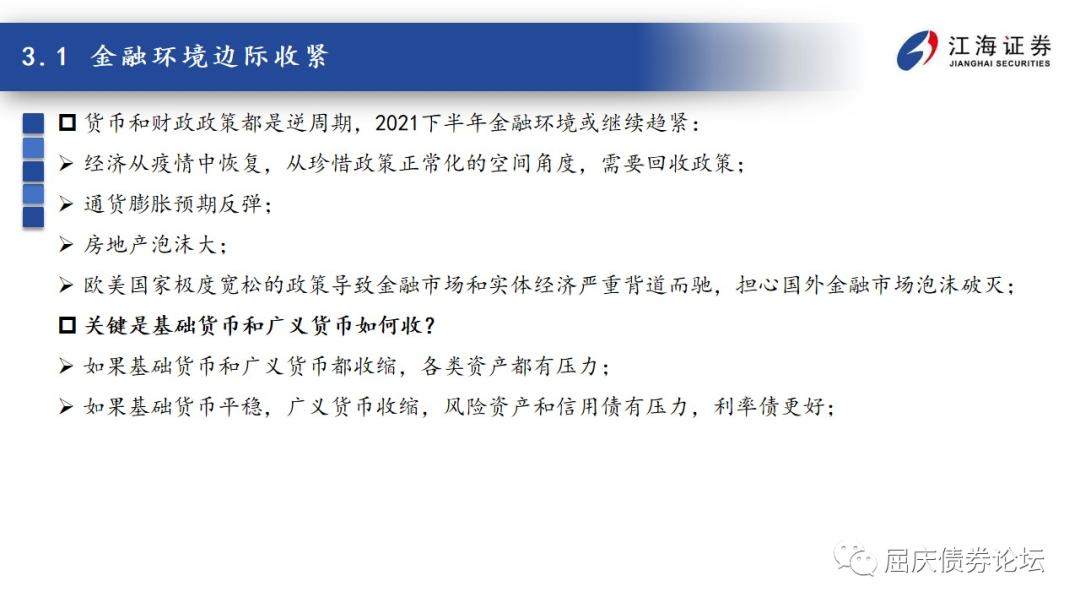 3.1 金融环境边际收紧
江海证券
JIANGHAI SECURITIES
货币和财政政策都是逆周期，2021下半年金融环境或继续趋紧：
经济从疫情中恢复，从珍惜政策正常化的空间角度，需要回收政策；
通货膨胀预期反弹；
房地产泡沫大；
欧美国家极度宽松的政策导致金融市场和实体经济严重背道而驰，担心国外金融市场泡沫破灭；
关键是基础货币和广义货币如何收？
如果基础货币和广义货币都收缩，各类资产都有压力；
如果基础货币平稳，广义货币收缩，风险资产和信用债有压力，利率债更好；
屈庆债券论坛